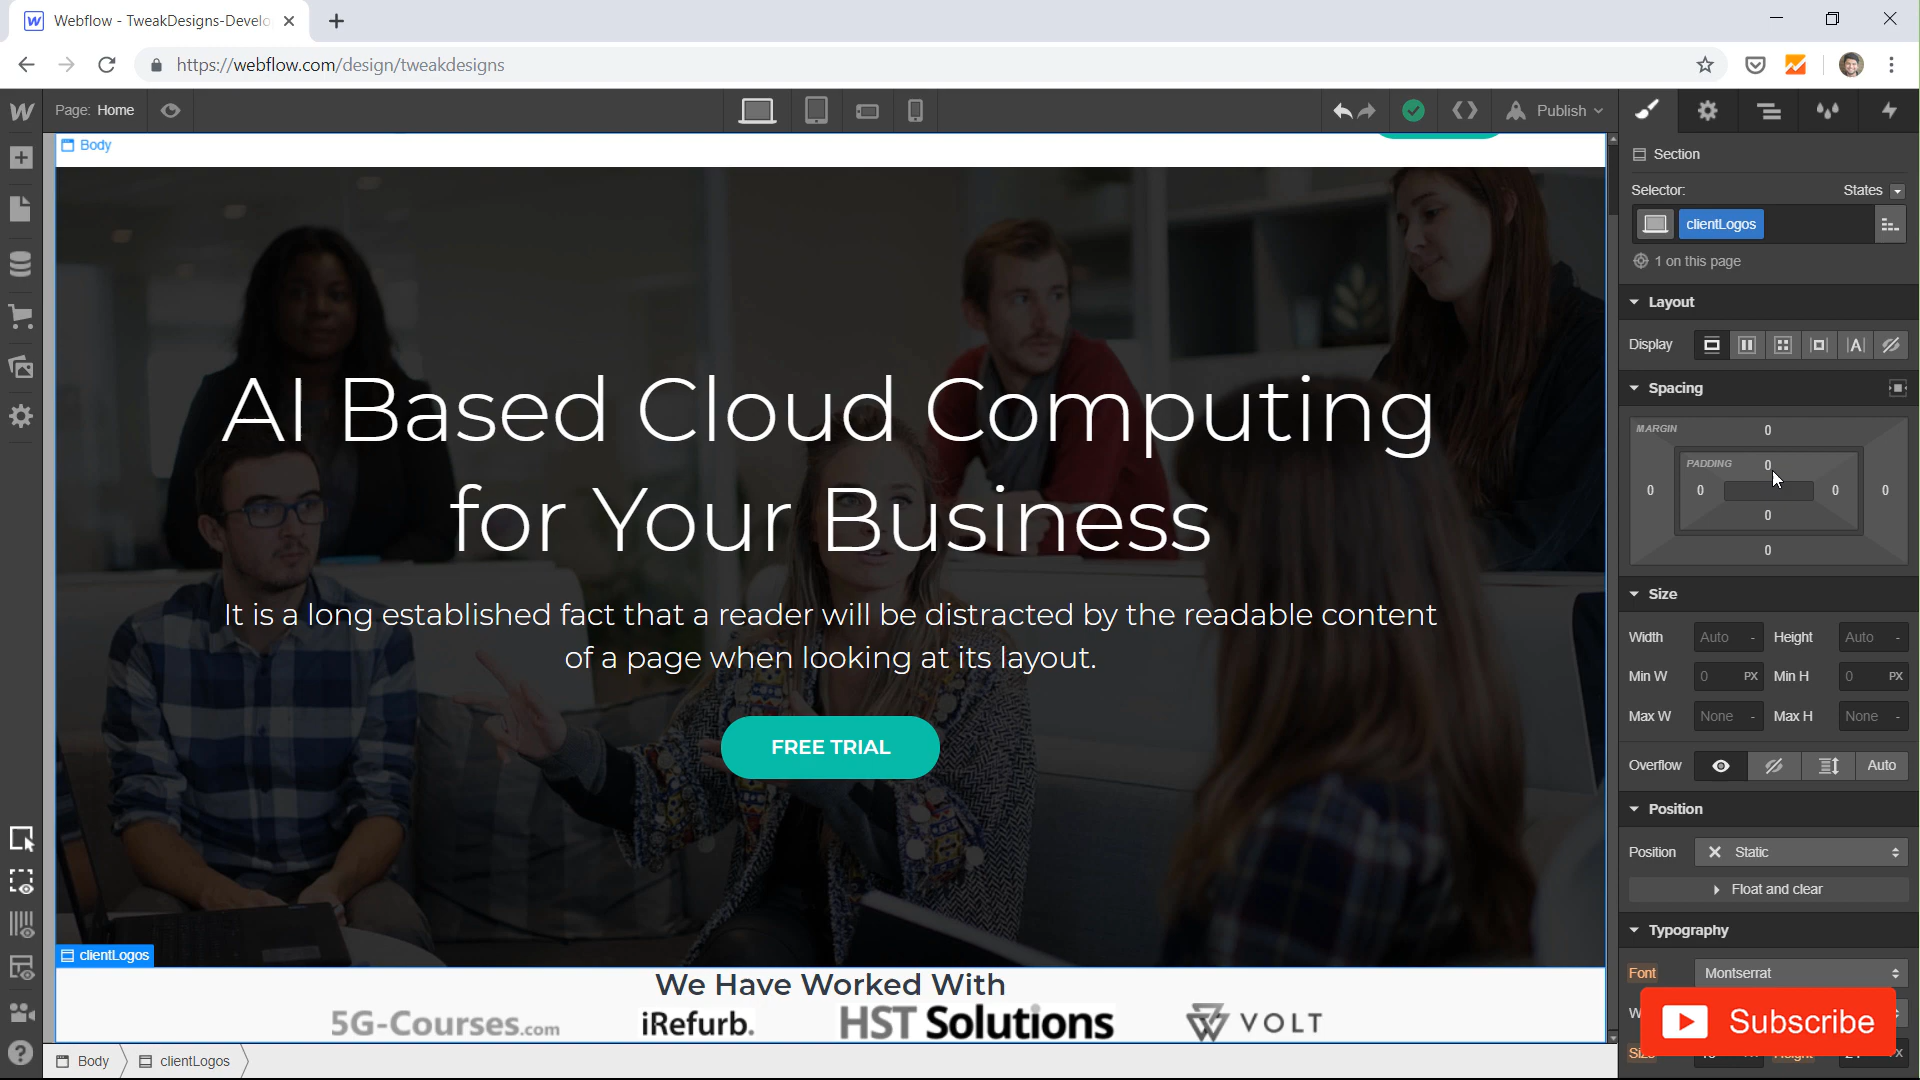 Webflow - TweakDesigns-Develo
https://webflow.com/design/tweakdesigns
Page: Home
Publish
Body
Section
Selector:
States
clientLogos
1 on this page
Layout
Display
Spacing
MARGIN
0
PADDING
0
0 0 0 0
0
0
AI Based Cloud Computing
for Your Business
It is a long established fact that a reader will be distracted by the readable content
of a page when looking at its layout.
FREE TRIAL
Size
Width Auto - Height Auto -
Min W 0 PX Min H 0 PX
Max W None - Max H None -
Overflow Auto
Position
Position Static
Float and clear
Typography
Font Montserrat
Subscribe
clientLogos
We Have Worked With
5G-Courses.com
iRefurb.
HST Solutions
VOLT
Body clientLogos